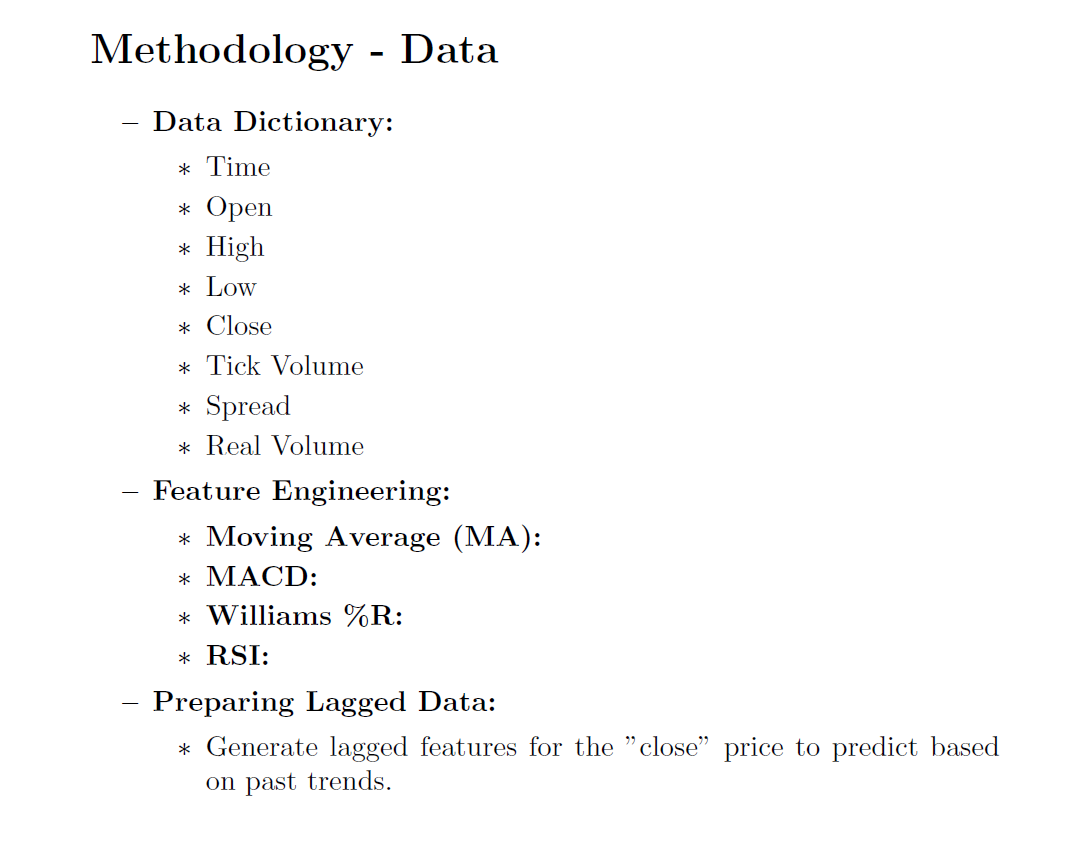 Methodology - Data
– Data Dictionary:
∗ Time
∗ Open
∗ High
∗ Low
∗ Close
∗ Tick Volume
∗ Spread
∗ Real Volume
– Feature Engineering:
∗ Moving Average (MA):
∗ MACD:
∗ Williams %R:
∗ RSI:
– Preparing Lagged Data:
∗ Generate lagged features for the ”close” price to predict based
on past trends.